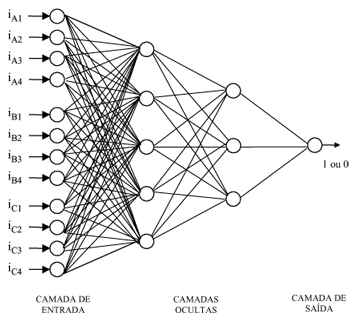 iA1
iA2
iA3
iA4
iB1
iB2
iB3
iB4
iC1
iC2
iC3
iC4
1 ou 0
CAMADA DE
ENTRADA
CAMADAS
OCULTAS
CAMADA DE
SAÍDA